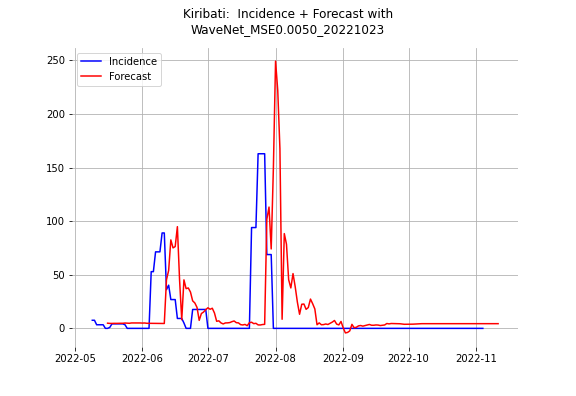 Kiribati:  Incidence + Forecast with
WaveNet_MSE0.0050_20221023
Incidence
Forecast
250
200
150
100
50
0
2022-05 2022-06 2022-07 2022-08 2022-09 2022-10 2022-11